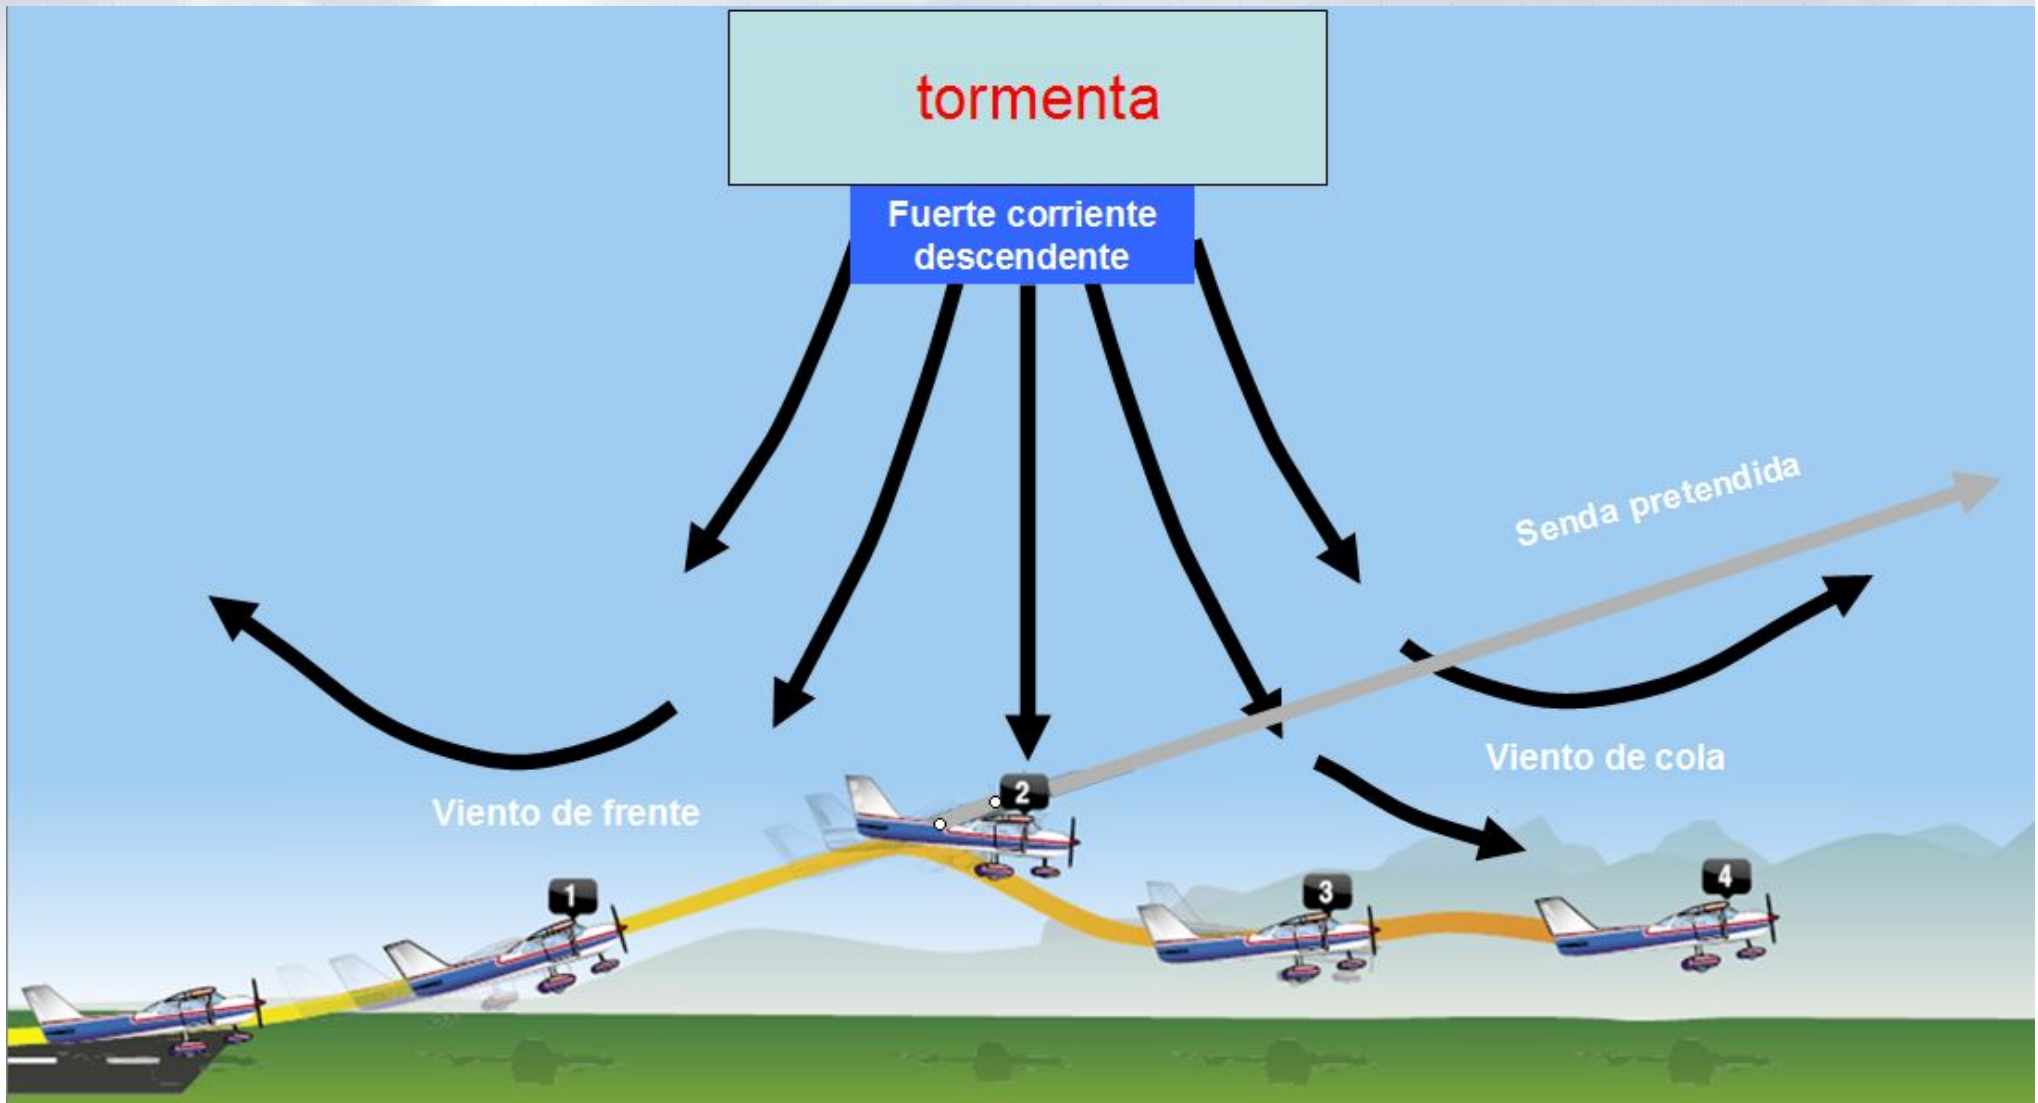 tormenta
Fuerte corriente
descendente
Senda pretendida
Viento de cola
Viento de frente
2
1
3
4